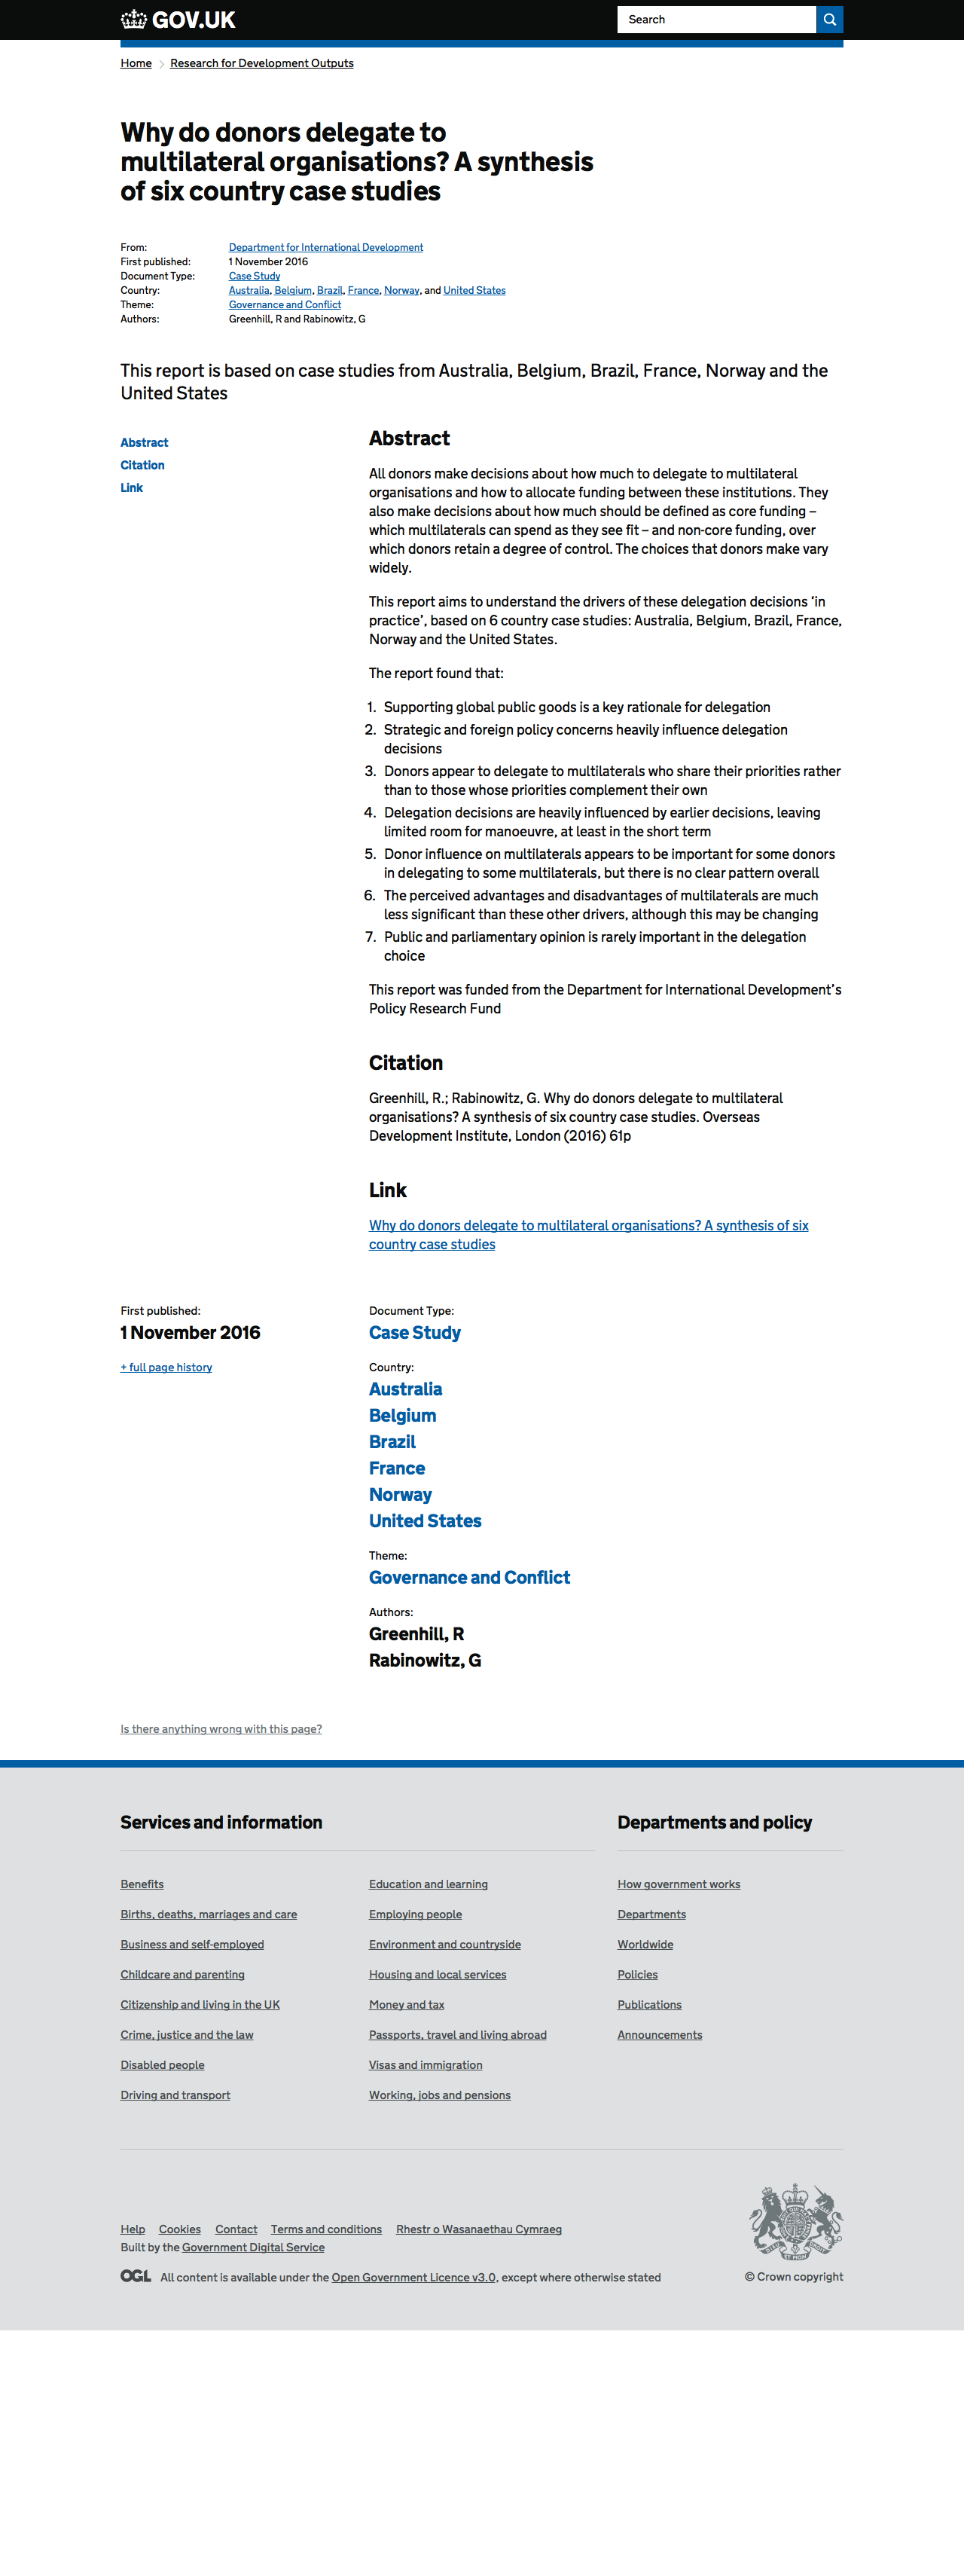 GOV.UK
Search
Home
Research for Development Outputs
Why do donors delegate to
multilateral organisations? A synthesis
of six country case studies
From: Department for International Development
First published: 1 November 2016
Document Type: Case Study
Country: Australia, Belgium, Brazil, France, Norway, and United States
Theme: Governance and Conflict
Authors: Greenhill, R and Rabinowitz, G
This report is based on case studies from Australia, Belgium, Brazil, France, Norway and the
United States
Abstract
Citation
Link
Abstract
All donors make decisions about how much to delegate to multilateral
organisations and how to allocate funding between these institutions. They
also make decisions about how much should be defined as core funding –
which multilaterals can spend as they see fit – and non-core funding, over
which donors retain a degree of control. The choices that donors make vary
widely.
This report aims to understand the drivers of these delegation decisions ‘in
practice’, based on 6 country case studies: Australia, Belgium, Brazil, France,
Norway and the United States.
The report found that:
1. Supporting global public goods is a key rationale for delegation
2. Strategic and foreign policy concerns heavily influence delegation
decisions
3. Donors appear to delegate to multilaterals who share their priorities rather
than to those whose priorities complement their own
4. Delegation decisions are heavily influenced by earlier decisions, leaving
limited room for manoeuvre, at least in the short term
5. Donor influence on multilaterals appears to be important for some donors
in delegating to some multilaterals, but there is no clear pattern overall
6. The perceived advantages and disadvantages of multilaterals are much
less significant than these other drivers, although this may be changing
7. Public and parliamentary opinion is rarely important in the delegation
choice
This report was funded from the Department for International Development’s
Policy Research Fund
Citation
Greenhill, R.; Rabinowitz, G. Why do donors delegate to multilateral
organisations? A synthesis of six country case studies. Overseas
Development Institute, London (2016) 61p
Link
Why do donors delegate to multilateral organisations? A synthesis of six
country case studies
First published:
1 November 2016
+ full page history
Document Type:
Case Study
Country:
Australia
Belgium
Brazil
France
Norway
United States
Theme:
Governance and Conflict
Authors:
Greenhill, R
Rabinowitz, G
Is there anything wrong with this page?
Services and information
Benefits
Births, deaths, marriages and care
Business and self-employed
Childcare and parenting
Citizenship and living in the UK
Crime, justice and the law
Disabled people
Driving and transport
Education and learning
Employing people
Environment and countryside
Housing and local services
Money and tax
Passports, travel and living abroad
Visas and immigration
Working, jobs and pensions
Departments and policy
How government works
Departments
Worldwide
Policies
Publications
Announcements
Help Cookies Contact Terms and conditions Rhestr o Wasanaethau Cymraeg
Built by the Government Digital Service
OGL All content is available under the Open Government Licence v3.0, except where otherwise stated
© Crown copyright